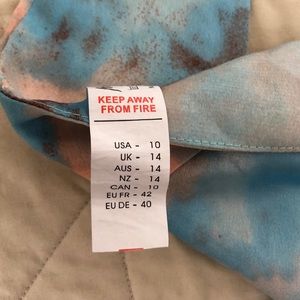 KEEP AWAY
FROM FIRE
USA - 10
UK - 14
AUS - 14
NZ - 14
CAN - 10
EU FR - 42
EU DE - 40